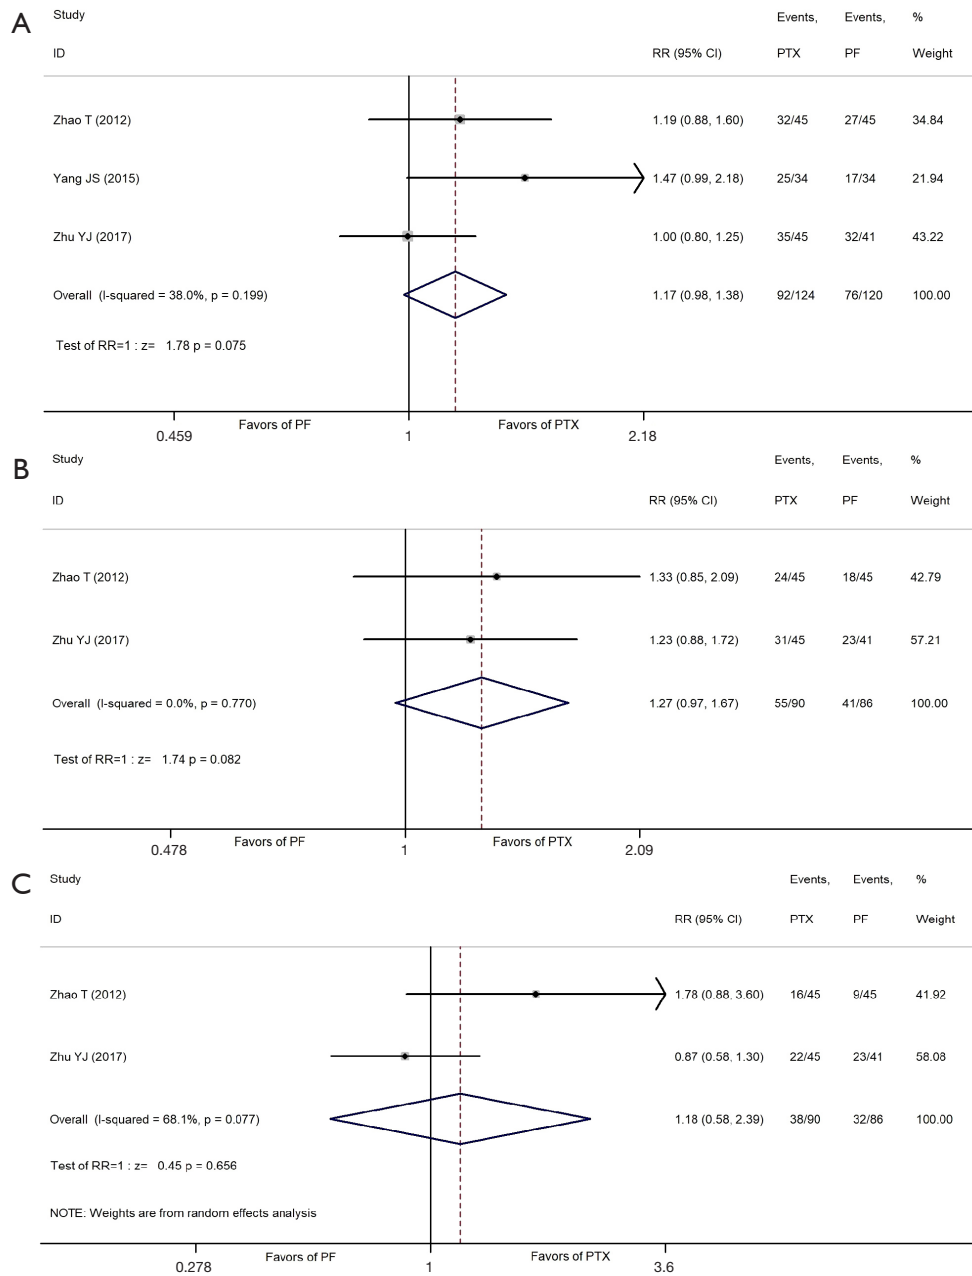 A
Study Events, Events, %
ID RR (95% CI) PTX PF Weight
Zhao T (2012) 1.19 (0.88, 1.60) 32/45 27/45 34.84
Yang JS (2015) 1.47 (0.99, 2.18) 25/34 17/34 21.94
Zhu YJ (2017) 1.00 (0.80, 1.25) 35/45 32/41 43.22
Overall (I-squared = 38.0%, p = 0.199) 1.17 (0.98, 1.38) 92/124 76/120 100.00
Test of RR=1 : z= 1.78 p = 0.075
Favors of PF Favors of PTX
0.459 1 2.18
B
Study Events, Events, %
ID RR (95% CI) PTX PF Weight
Zhao T (2012) 1.33 (0.85, 2.09) 24/45 18/45 42.79
Zhu YJ (2017) 1.23 (0.88, 1.72) 31/45 23/41 57.21
Overall (I-squared = 0.0%, p = 0.770) 1.27 (0.97, 1.67) 55/90 41/86 100.00
Test of RR=1 : z= 1.74 p = 0.082
Favors of PF Favors of PTX
0.478 1 2.09
C
Study Events, Events, %
ID RR (95% CI) PTX PF Weight
Zhao T (2012) 1.78 (0.88, 3.60) 16/45 9/45 41.92
Zhu YJ (2017) 0.87 (0.58, 1.30) 22/45 23/41 58.08
Overall (I-squared = 68.1%, p = 0.077) 1.18 (0.58, 2.39) 38/90 32/86 100.00
Test of RR=1 : z= 0.45 p = 0.656
NOTE: Weights are from random effects analysis
Favors of PF Favors of PTX
0.278 1 3.6